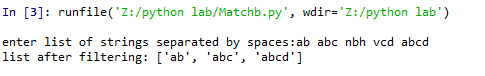 In [3]: runfile('Z:/python lab/Matchb.py', wdir='Z:/python lab')
enter list of strings separated by spaces:ab abc nbh vcd abcd
list after filtering: ['ab', 'abc', 'abcd']